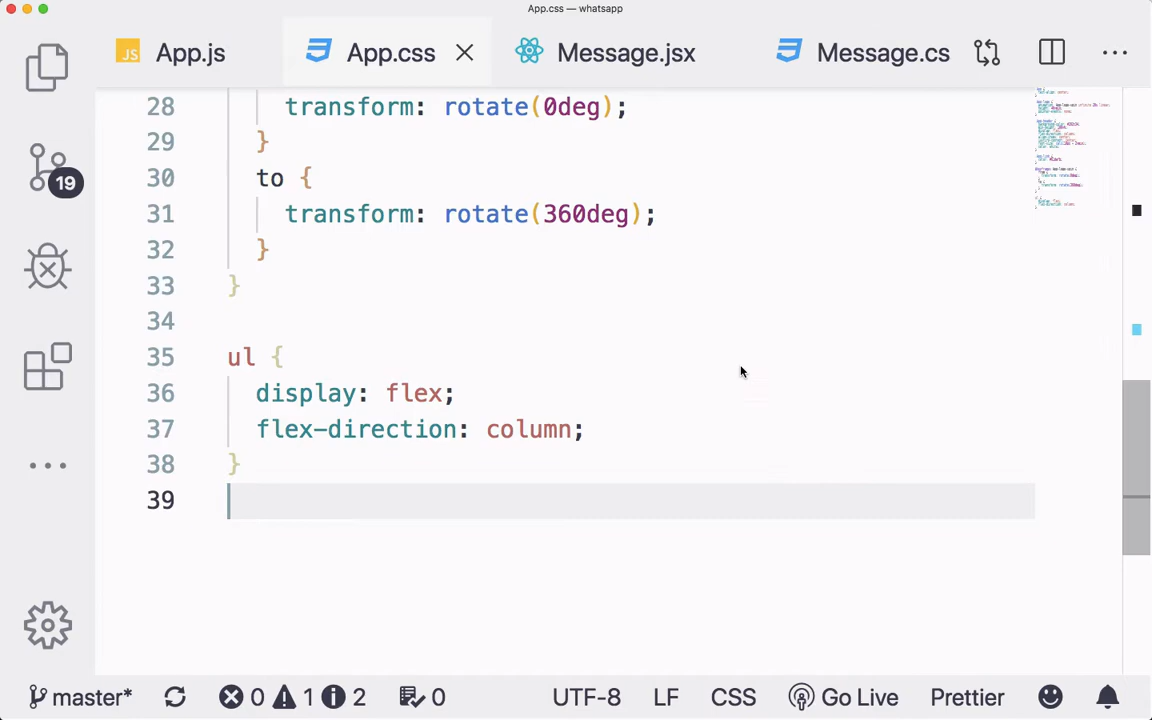 App.css — whatsapp
JS App.js
App.css
Message.jsx
Message.cs
28 transform: rotate(0deg);
29 }
30 to {
31 transform: rotate(360deg);
32 }
33 }
34
35 ul {
36 display: flex;
37 flex-direction: column;
38 }
39
19
master* 0 1 2 0 UTF-8 LF CSS Go Live Prettier